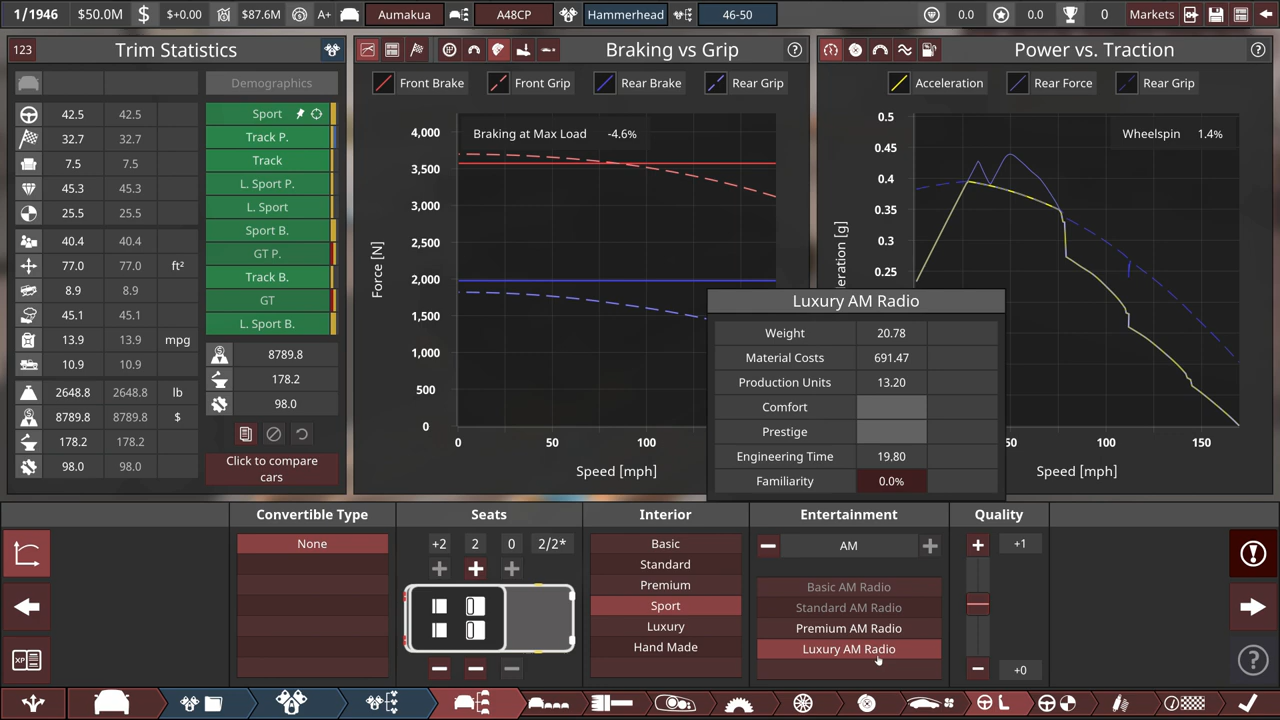 1/1946 $50.0M $+0.00 $87.6M A+ Aumakua A48CP Hammerhead 46-50 0.0 0.0 0 Markets
123 Trim Statistics
Demographics
42.5 42.5
32.7 32.7
7.5 7.5
45.3 45.3
25.5 25.5
40.4 40.4
77.0 77.0 ft²
8.9 8.9
45.1 45.1
13.9 13.9 mpg
10.9 10.9
2648.8 2648.8 lb
8789.8 8789.8 $
178.2 178.2
98.0 98.0
Sport
Track P.
Track
L. Sport P.
L. Sport
Sport B.
GT P.
Track B.
GT
L. Sport B.
8789.8
178.2
98.0
Click to compare
cars
Braking vs Grip ?
Front Brake Front Grip Rear Brake Rear Grip
Braking at Max Load -4.6%
4,000
3,500
3,000
2,500
2,000
1,500
1,000
500
0
Force [N]
0 50 100
Speed [mph]
Power vs. Traction ?
Acceleration Rear Force Rear Grip
Wheelspin 1.4%
0.5
0.45
0.4
0.35
0.3
0.25
eleration [g]
50 100 150
Speed [mph]
Luxury AM Radio
Weight 20.78
Material Costs 691.47
Production Units 13.20
Comfort
Prestige
Engineering Time 19.80
Familiarity 0.0%
Convertible Type
None
Seats
+2 2 0 2/2*
Interior
Basic
Standard
Premium
Sport
Luxury
Hand Made
Entertainment
AM
Basic AM Radio
Standard AM Radio
Premium AM Radio
Luxury AM Radio
Quality
+1
+0
XP
?